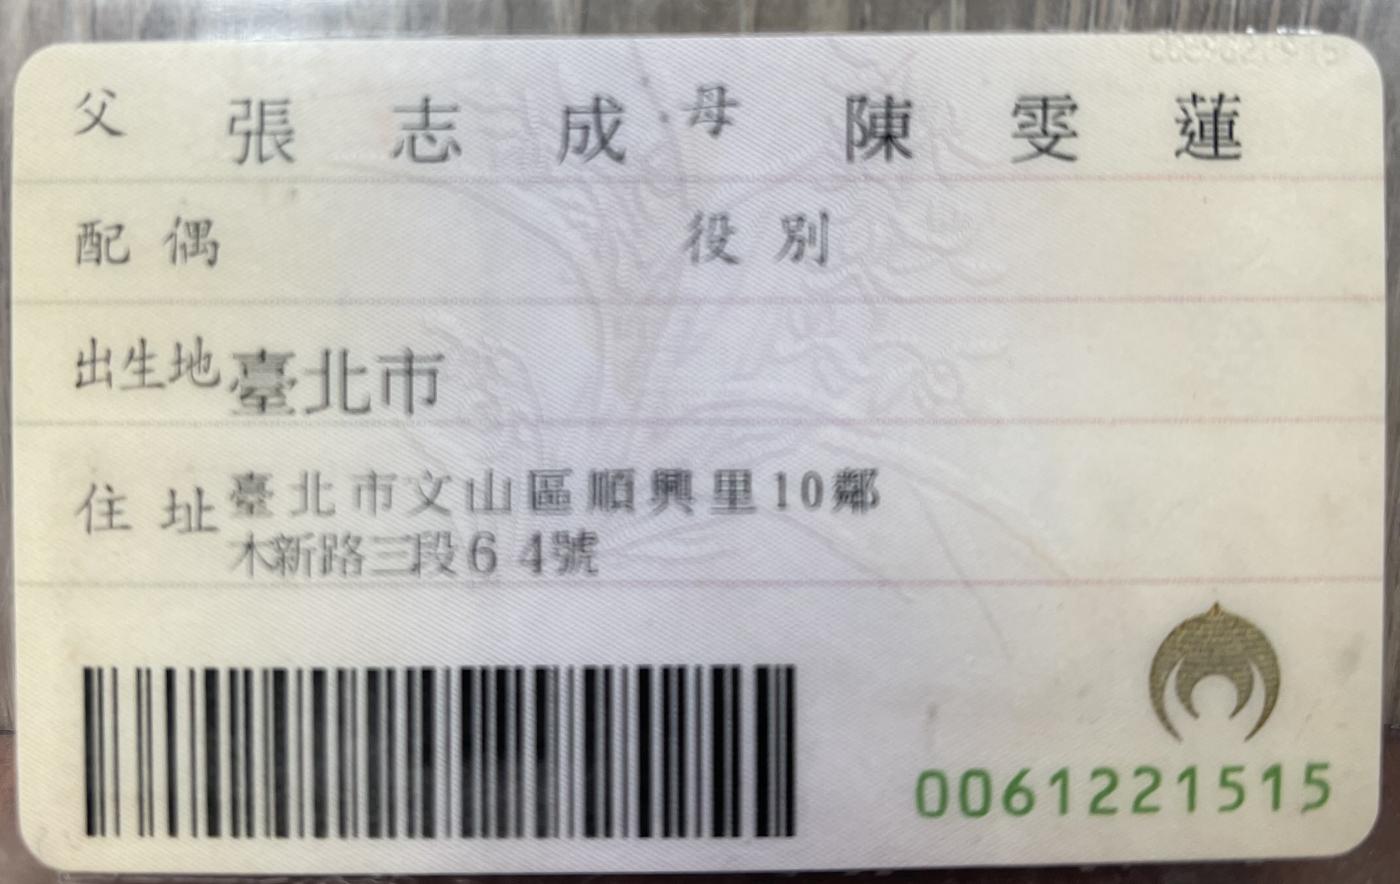 父 張志成 母 陳雯蓮
配偶 役別
出生地 臺北市
住址 臺北市文山區順興里10鄰
木新路三段64號
0061221515